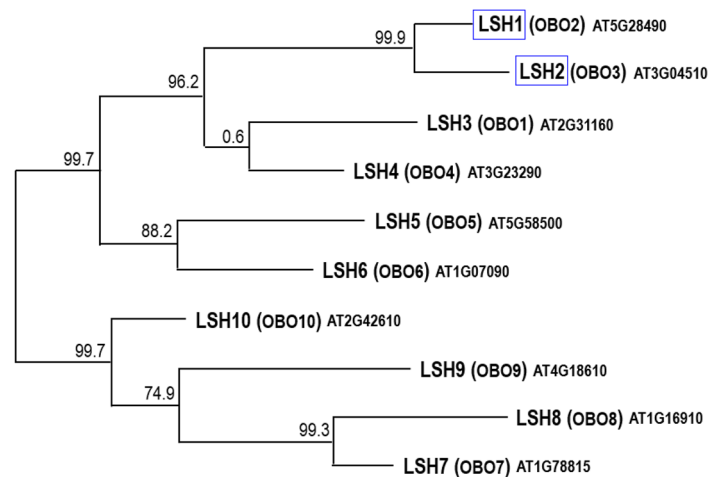 99.9
LSH1 (OBO2) AT5G28490
LSH2 (OBO3) AT3G04510
96.2
0.6
LSH3 (OBO1) AT2G31160
LSH4 (OBO4) AT3G23290
99.7
88.2
LSH5 (OBO5) AT5G58500
LSH6 (OBO6) AT1G07090
LSH10 (OBO10) AT2G42610
99.7
74.9
LSH9 (OBO9) AT4G18610
99.3
LSH8 (OBO8) AT1G16910
LSH7 (OBO7) AT1G78815